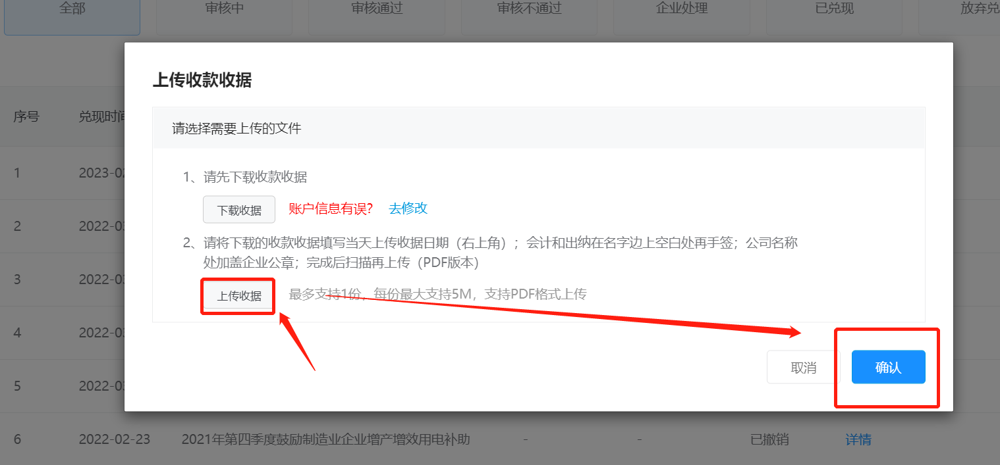 全部 审核中 审核通过 审核不通过 企业处理 已兑现 放弃兑
上传收款收据
序号 兑现时间
请选择需要上传的文件
1 2023-02
1、请先下载收款收据
下载收据 账户信息有误? 去修改
2 2022-03
2、请将下载的收款收据填写当天上传收据日期（右上角）；会计和出纳在名字边上空白处再手签；公司名称
处加盖企业公章；完成后扫描再上传（PDF版本）
3 2022-03
上传收据 最多支持1份，每份最大支持5M，支持PDF格式上传
4 2022-03
取消 确认
5 2022-03
6 2022-02-23 2021年第四季度鼓励制造业企业增产增效用电补助 - - 已撤销 详情